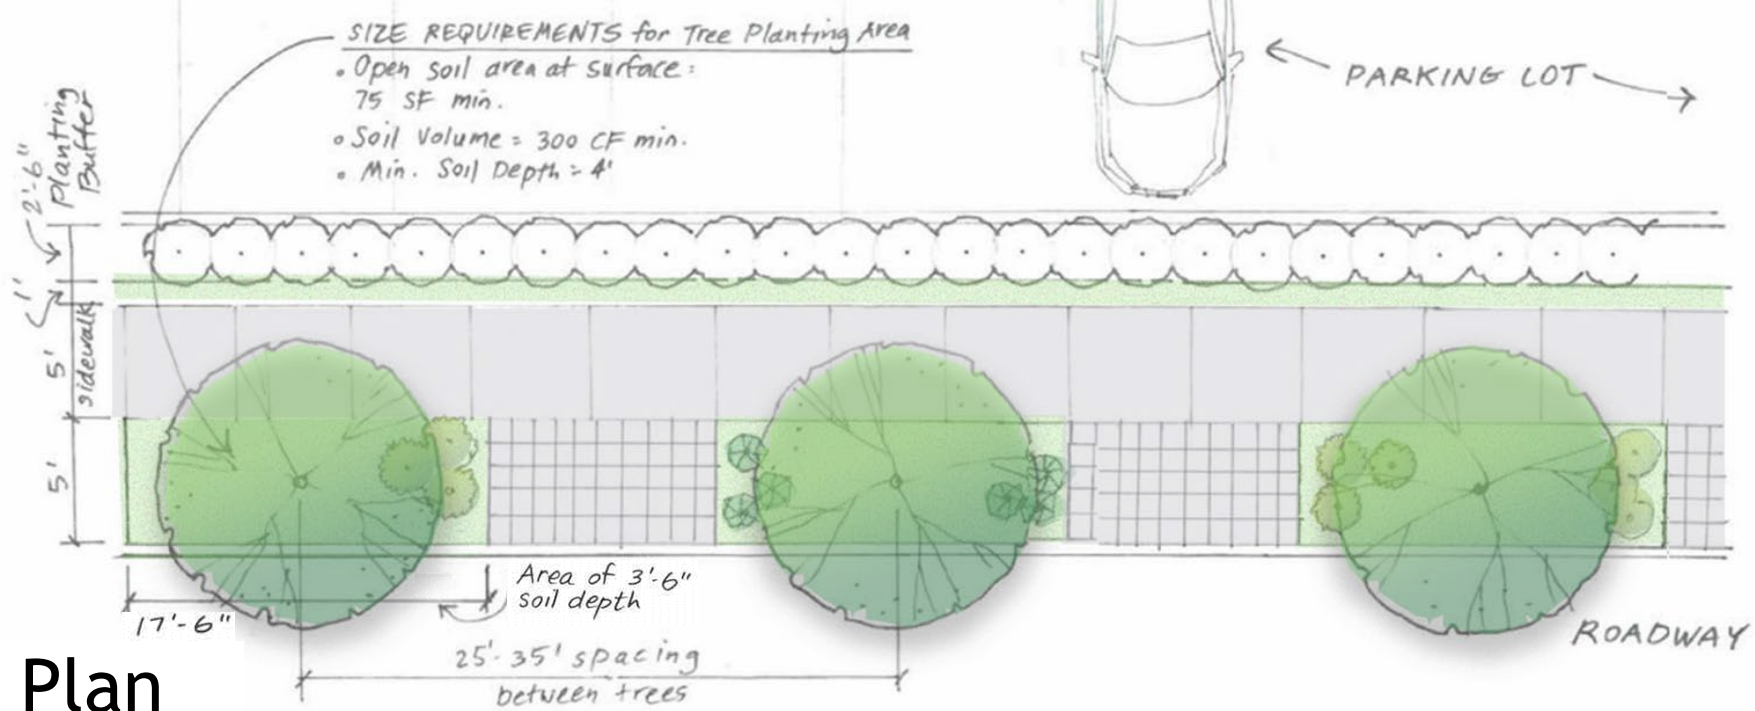 SIZE REQUIREMENTS for Tree Planting Area
• Open soil area at surface:
75 SF min.
• Soil Volume = 300 CF min.
• Min. Soil Depth = 4'
PARKING LOT
2'-6"
Planting
Buffer
1'
5'
sidewalk
5'
17'-6"
Area of 3'-6"
soil depth
25'-35' spacing
between trees
ROADWAY
Plan